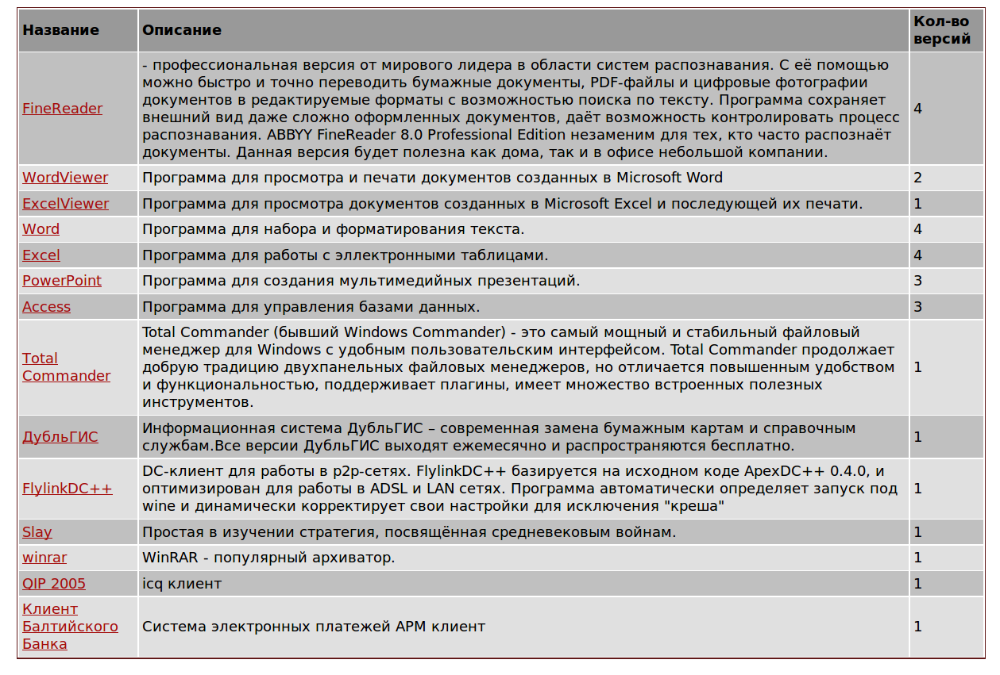 Название Описание Кол-во
версий
FineReader
- профессиональная версия от мирового лидера в области систем распознавания. С её помощью
можно быстро и точно переводить бумажные документы, PDF-файлы и цифровые фотографии
документов в редактируемые форматы с возможностью поиска по тексту. Программа сохраняет
внешний вид даже сложно оформленных документов, даёт возможность контролировать процесс
распознавания. ABBYY FineReader 8.0 Professional Edition незаменим для тех, кто часто распознаёт
документы. Данная версия будет полезна как дома, так и в офисе небольшой компании.
4
WordViewer Программа для просмотра и печати документов созданных в Microsoft Word 2
ExcelViewer Программа для просмотра документов созданных в Microsoft Excel и последующей их печати. 1
Word Программа для набора и форматирования текста. 4
Excel Программа для работы с эллектронными таблицами. 4
PowerPoint Программа для создания мультимедийных презентаций. 3
Access Программа для управления базами данных. 3
Total
Commander
Total Commander (бывший Windows Commander) - это самый мощный и стабильный файловый
менеджер для Windows с удобным пользовательским интерфейсом. Total Commander продолжает
добрую традицию двухпанельных файловых менеджеров, но отличается повышенным удобством
и функциональностью, поддерживает плагины, имеет множество встроенных полезных
инструментов.
1
ДубльГИС
Информационная система ДубльГИС – современная замена бумажным картам и справочным
службам.Все версии ДубльГИС выходят ежемесячно и распространяются бесплатно.
1
FlylinkDC++
DC-клиент для работы в p2p-сетях. FlylinkDC++ базируется на исходном коде ApexDC++ 0.4.0, и
оптимизирован для работы в ADSL и LAN сетях. Программа автоматически определяет запуск под
wine и динамически корректирует свои настройки для исключения "креша"
1
Slay Простая в изучении стратегия, посвящённая средневековым войнам. 1
winrar WinRAR - популярный архиватор. 1
QIP 2005 icq клиент 1
Клиент
Балтийского
Банка
Система электронных платежей АРМ клиент
1